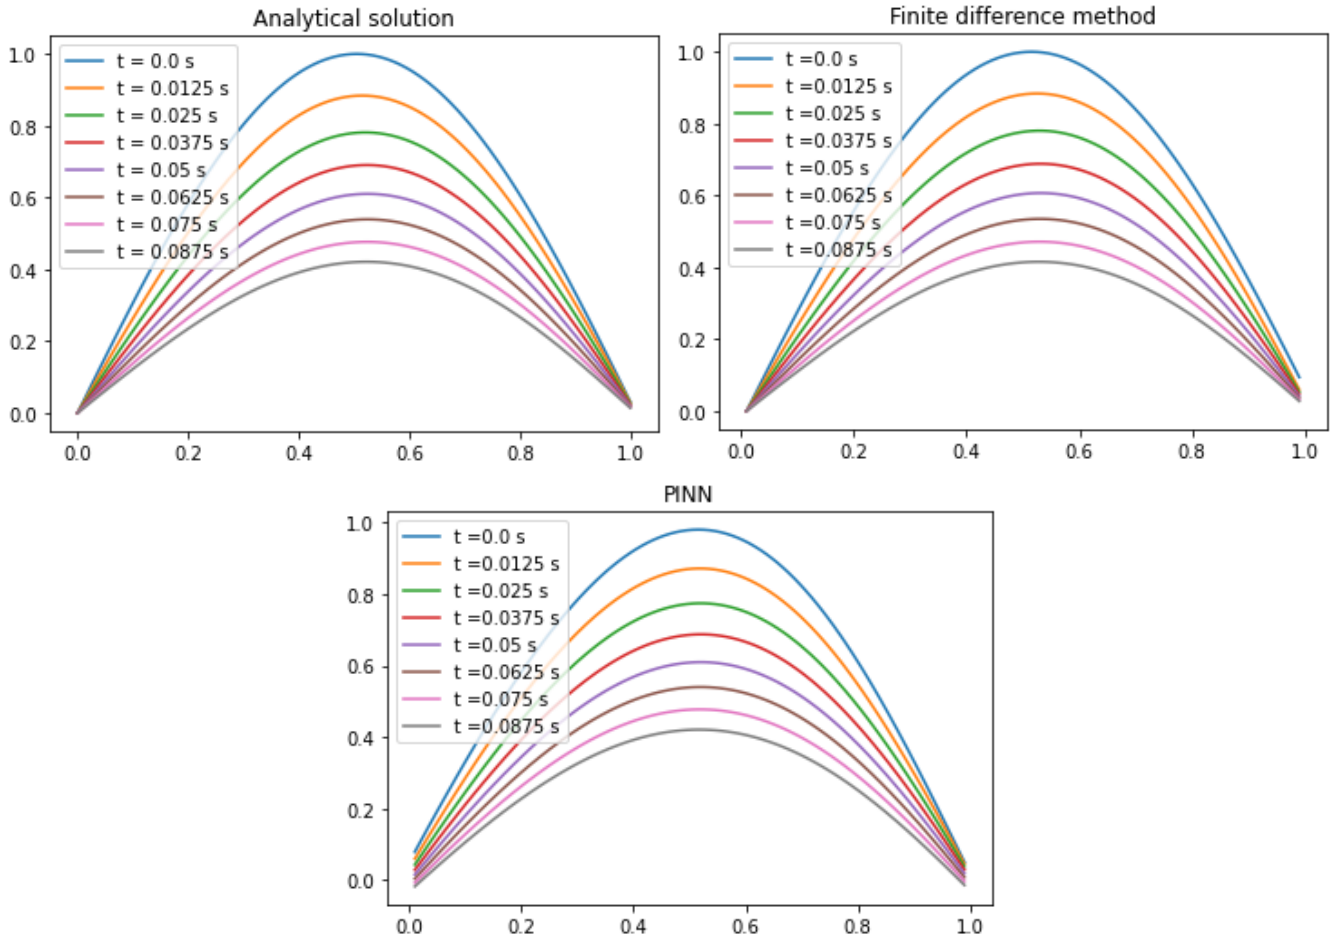 Analytical solution
1.0
0.8
0.6
0.4
0.2
0.0
t = 0.0 s
t = 0.0125 s
t = 0.025 s
t = 0.0375 s
t = 0.05 s
t = 0.0625 s
t = 0.075 s
t = 0.0875 s
0.0 0.2 0.4 0.6 0.8 1.0
Finite difference method
1.0
0.8
0.6
0.4
0.2
0.0
t =0.0 s
t =0.0125 s
t =0.025 s
t =0.0375 s
t =0.05 s
t =0.0625 s
t =0.075 s
t =0.0875 s
0.0 0.2 0.4 0.6 0.8 1.0
PINN
1.0
0.8
0.6
0.4
0.2
0.0
t =0.0 s
t =0.0125 s
t =0.025 s
t =0.0375 s
t =0.05 s
t =0.0625 s
t =0.075 s
t =0.0875 s
0.0 0.2 0.4 0.6 0.8 1.0